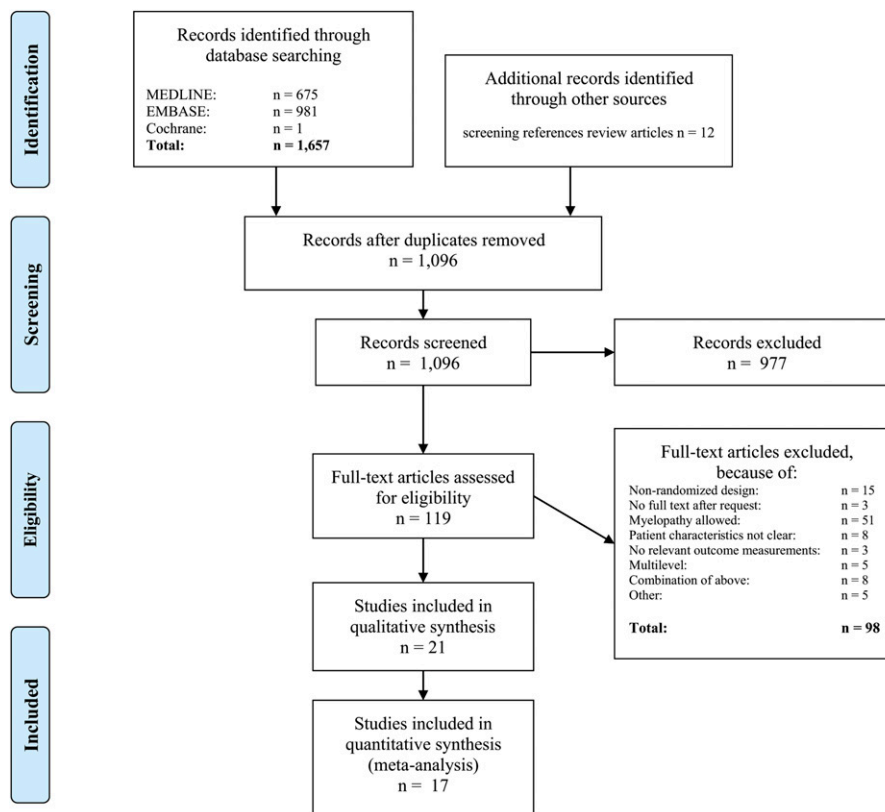 Identification
Records identified through
database searching
MEDLINE: n = 675
EMBASE: n = 981
Cochrane: n = 1
Total: n = 1,657
Additional records identified
through other sources
screening references review articles n = 12
Screening
Records after duplicates removed
n = 1,096
Records screened
n = 1,096
Records excluded
n = 977
Eligibility
Full-text articles assessed
for eligibility
n = 119
Full-text articles excluded,
because of:
Non-randomized design: n = 15
No full text after request: n = 3
Myelopathy allowed: n = 51
Patient characteristics not clear: n = 8
No relevant outcome measurements: n = 3
Multilevel: n = 5
Combination of above: n = 8
Other: n = 5
Total: n = 98
Studies included in
qualitative synthesis
n = 21
Included
Studies included in
quantitative synthesis
(meta-analysis)
n = 17